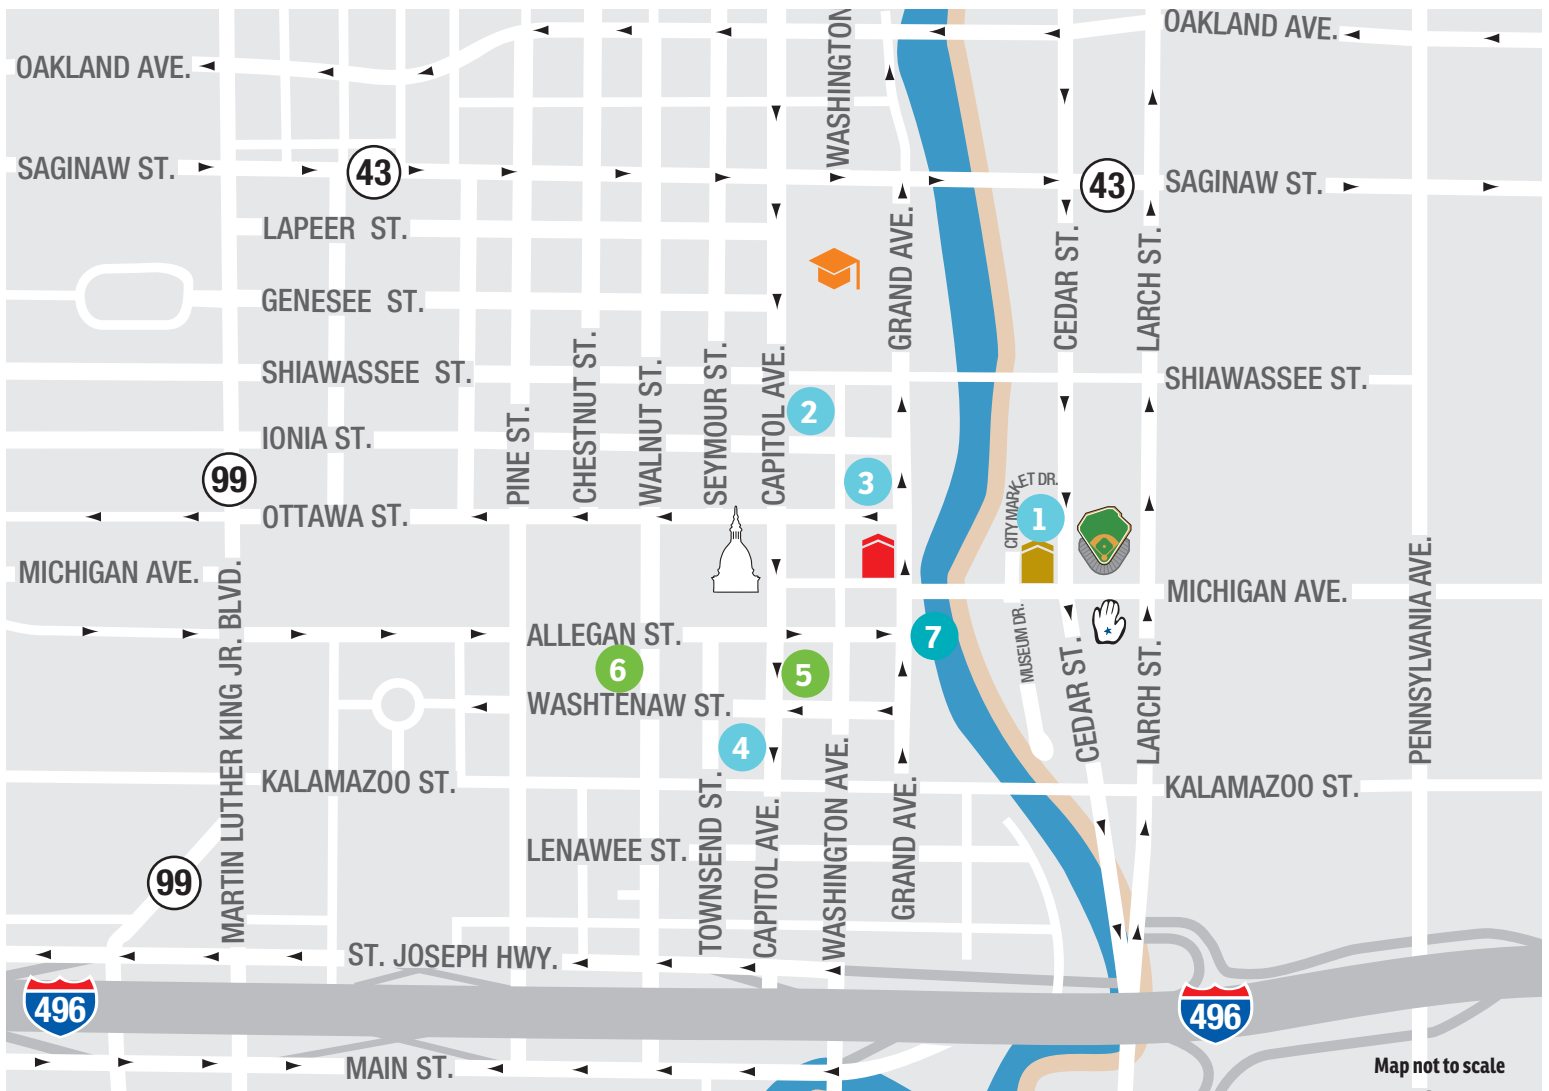 WASHINGTON
OAKLAND AVE.
OAKLAND AVE.
SAGINAW ST.
43
43
SAGINAW ST.
LAPEER ST.
GRAND AVE.
CEDAR ST.
LARCH ST.
GENESEE ST.
SHIAWASSEE ST.
CHESTNUT ST.
WALNUT ST.
SEYMOUR ST.
CAPITOL AVE.
SHIAWASSEE ST.
2
PINE ST.
IONIA ST.
99
3
CITY MARKET DR.
1
OTTAWA ST.
MICHIGAN AVE.
MARTIN LUTHER KING JR. BLVD.
MICHIGAN AVE.
PENNSYLVANIA AVE.
ALLEGAN ST.
7
MUSEUM DR.
6
5
CEDAR ST.
LARCH ST.
WASHTENAW ST.
4
KALAMAZOO ST.
TOWNSEND ST.
CAPITOL AVE.
WASHINGTON AVE.
GRAND AVE.
KALAMAZOO ST.
LENAWEE ST.
99
ST. JOSEPH HWY.
496
496
MAIN ST.
Map not to scale